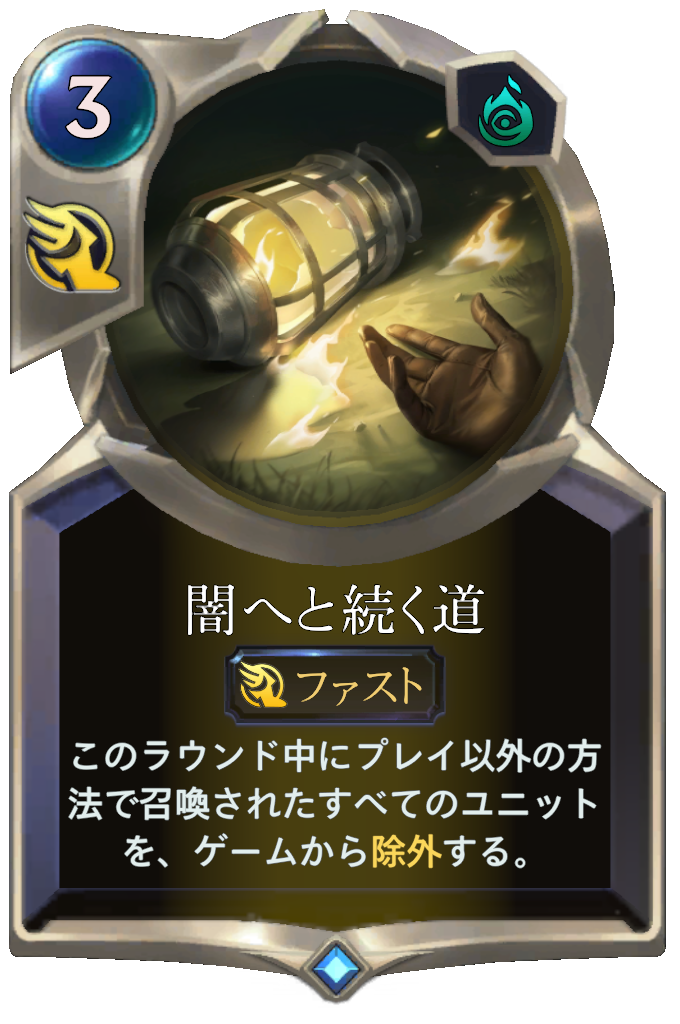 3
闇へと続く道
ファスト
このラウンド中にプレイ以外の方
法で召喚されたすべてのユニット
を、ゲームから除外する。